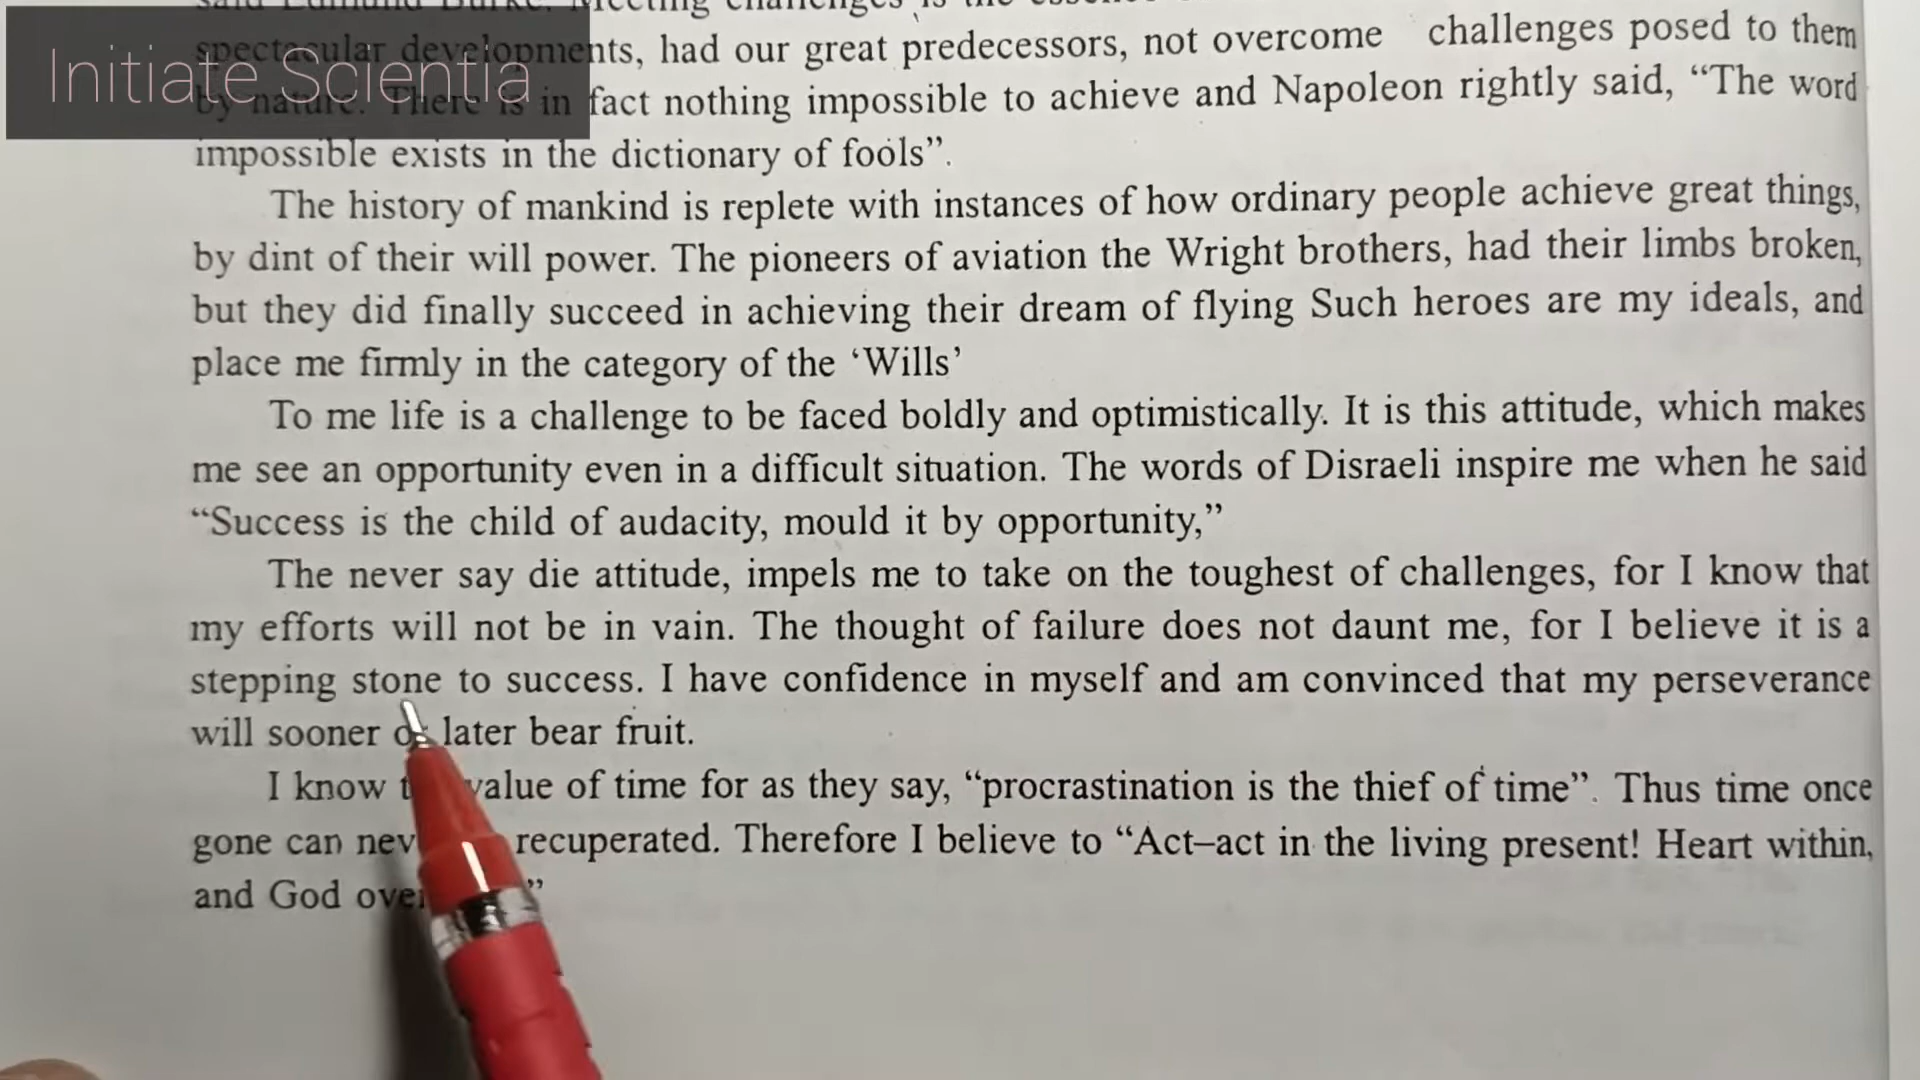 Initiate Scientia
spectacular developments, had our great predecessors, not overcome challenges posed to them
by nature. There is in fact nothing impossible to achieve and Napoleon rightly said, “The word
impossible exists in the dictionary of fools”.
The history of mankind is replete with instances of how ordinary people achieve great things,
by dint of their will power. The pioneers of aviation the Wright brothers, had their limbs broken,
but they did finally succeed in achieving their dream of flying Such heroes are my ideals, and
place me firmly in the category of the ‘Wills’
To me life is a challenge to be faced boldly and optimistically. It is this attitude, which makes
me see an opportunity even in a difficult situation. The words of Disraeli inspire me when he said
“Success is the child of audacity, mould it by opportunity,”
The never say die attitude, impels me to take on the toughest of challenges, for I know that
my efforts will not be in vain. The thought of failure does not daunt me, for I believe it is a
stepping stone to success. I have confidence in myself and am convinced that my perseverance
will sooner or later bear fruit.
I know value of time for as they say, “procrastination is the thief of time”. Thus time once
gone can recuperated. Therefore I believe to “Act–act in the living present! Heart within,
and God ”